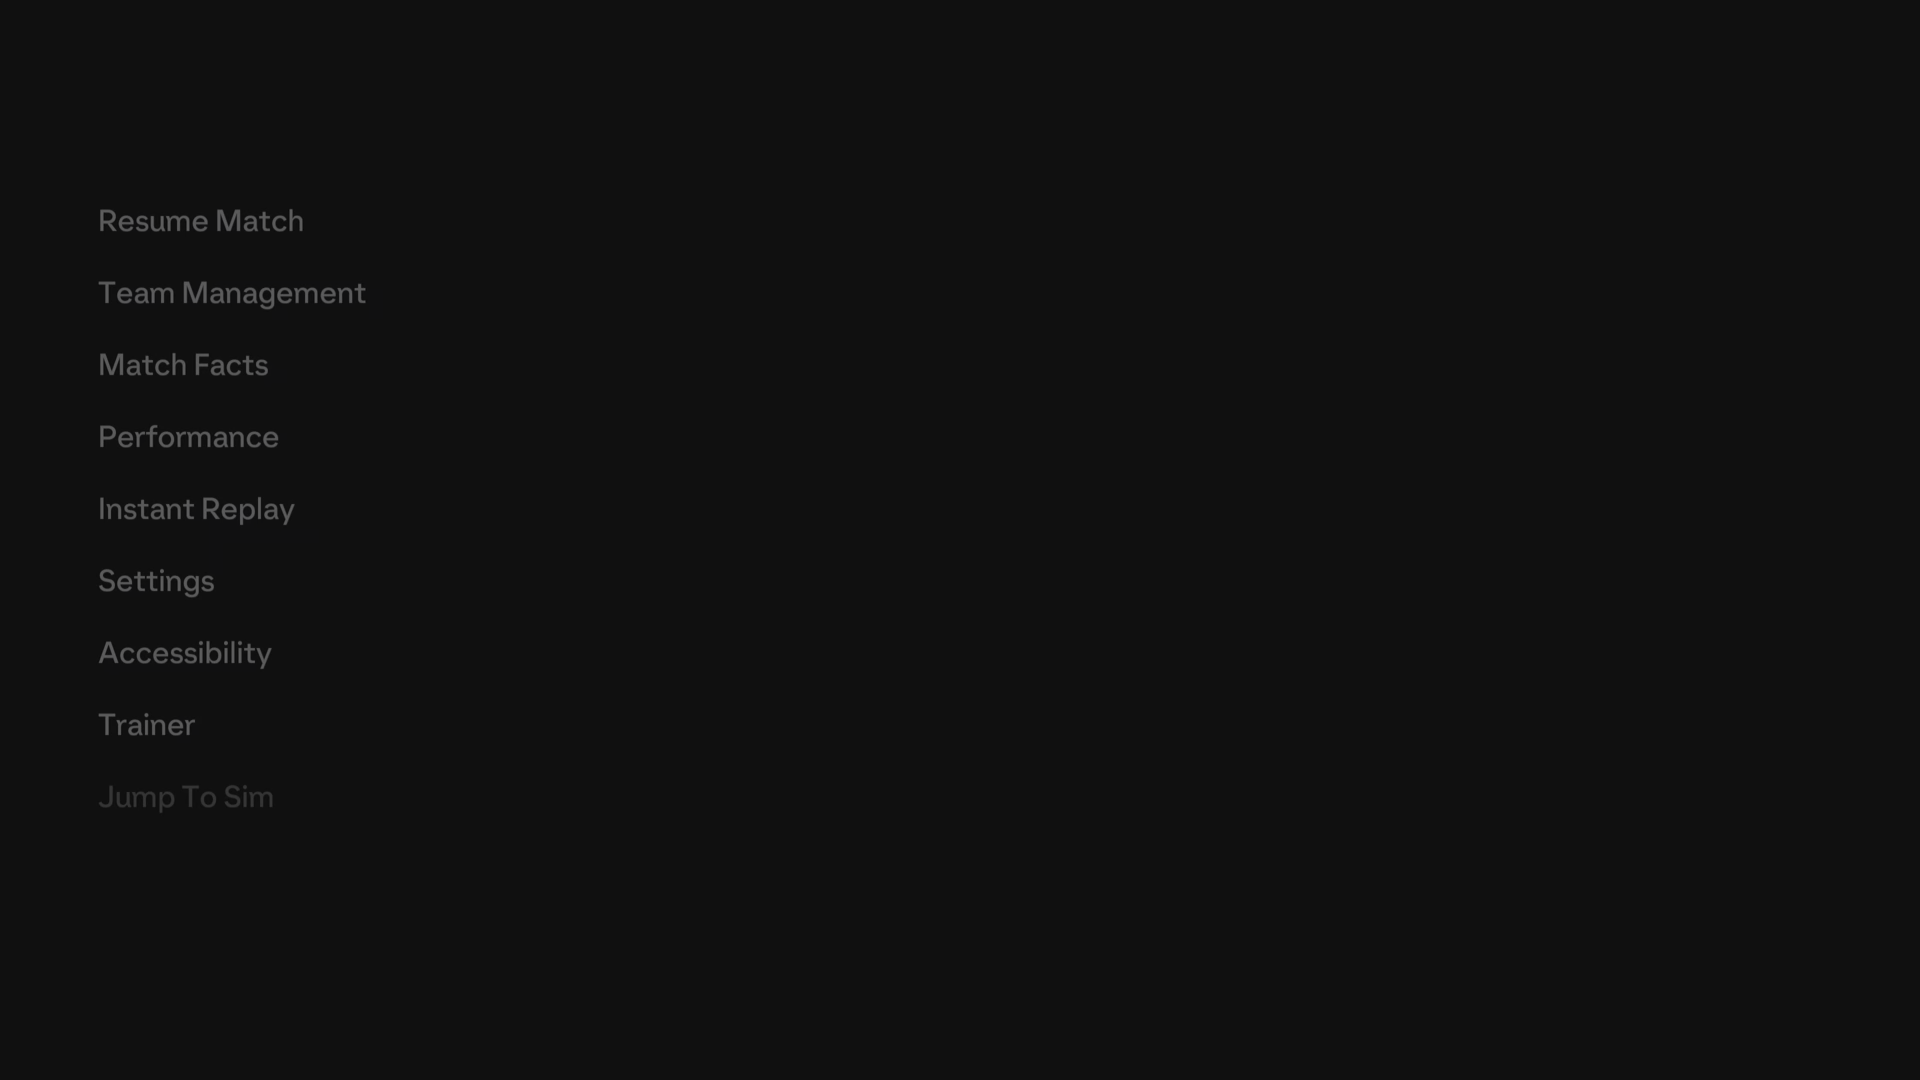 Resume Match
Team Management
Match Facts
Performance
Instant Replay
Settings
Accessibility
Trainer
Jump To Sim